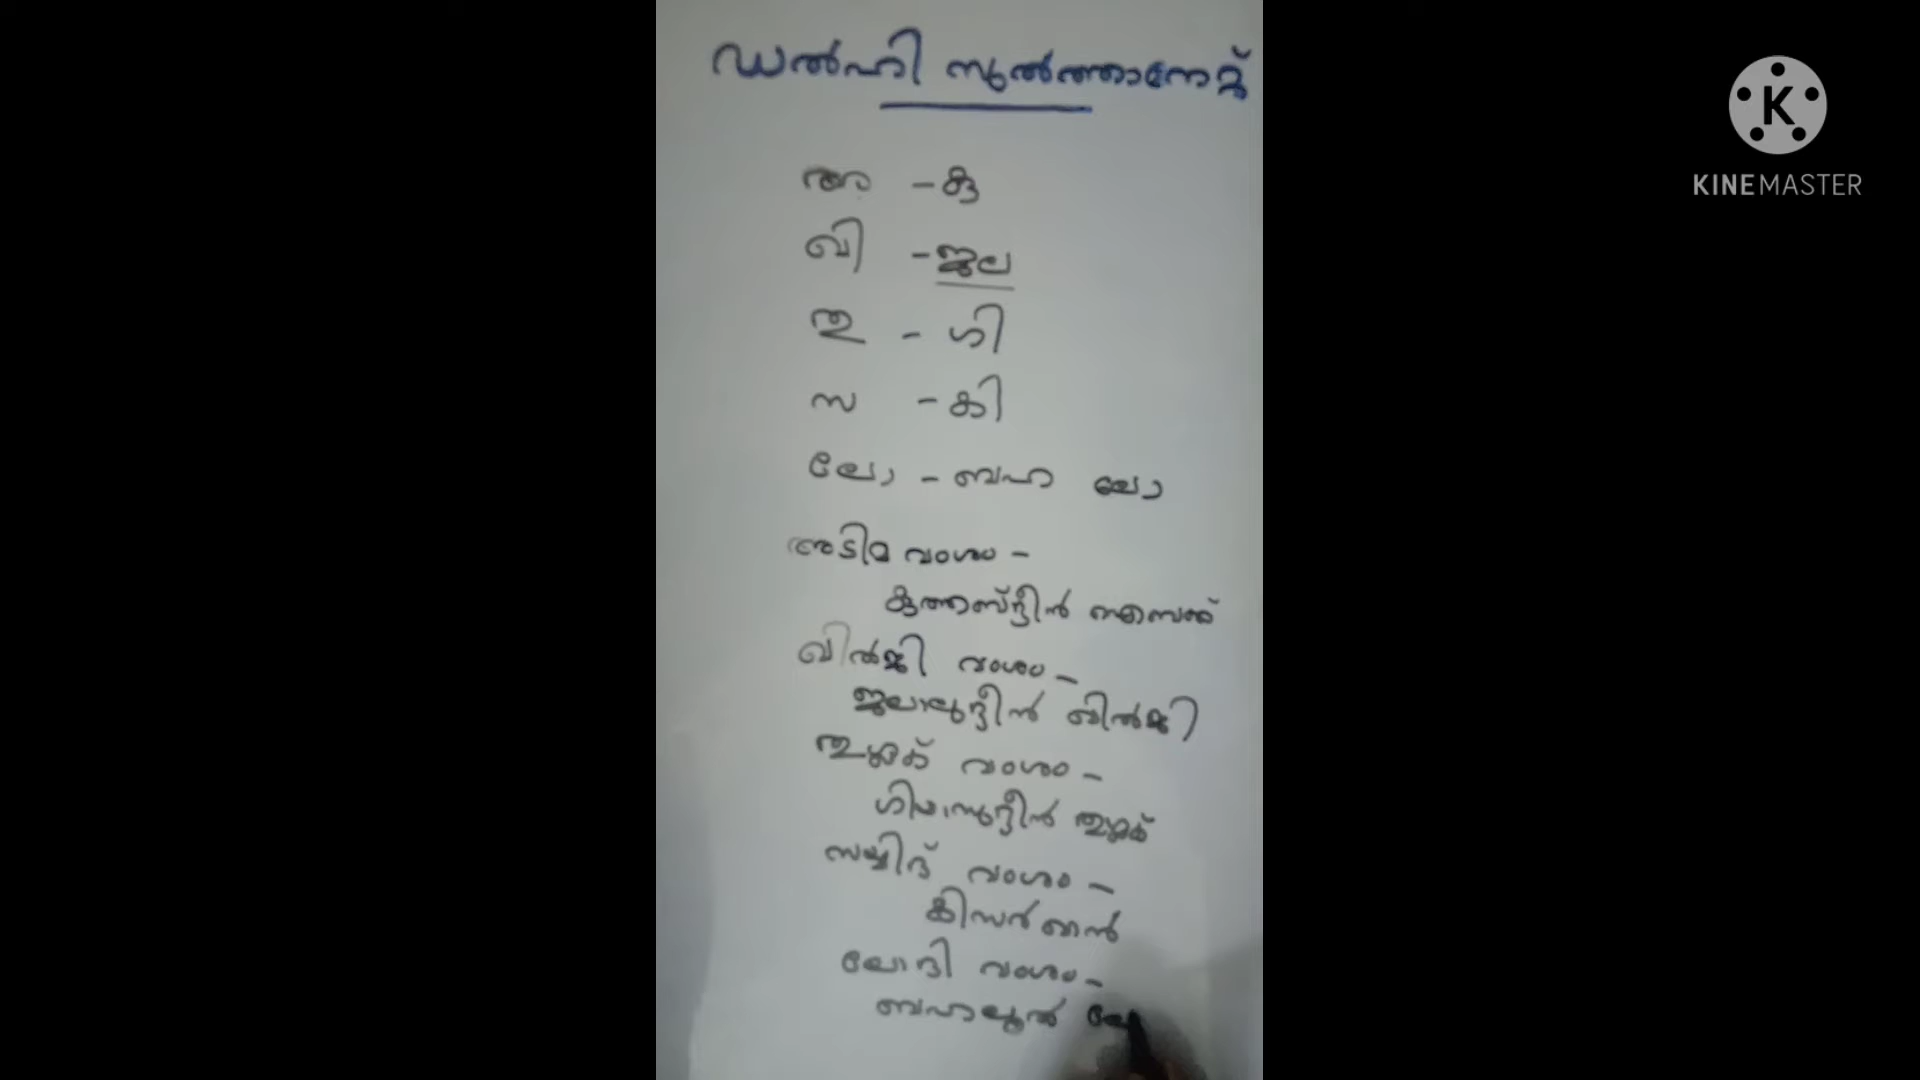 ഡൽഹി സുൽത്താനേറ്റ്
K
KINEMASTER
അ - കു
ഖി - ജല
തു - ഗി
സ - കി
ലോ - ബഹ ലോ
അടിമ വംശം -
കുത്തബ്ദ്ദീൻ ഐബക്
ഖിൽജി വംശം -
ജലാലുദ്ദീൻ ഖിൽജി
തുഗ്ലക് വംശം -
ഗിയാസുദ്ദീൻ തുഗ്ലക്
സയ്യിദ് വംശം -
കിസർഖാൻ
ലോദി വംശം -
ബഹലൂൽ ലോ